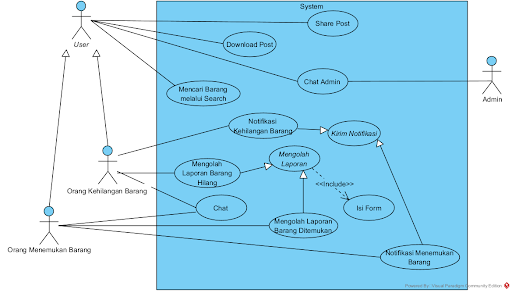 System
Share Post
User
Download Post
Chat Admin
Mencari Barang
melalui Search
Admin
Notifikasi
Kehilangan Barang
Kirim Notifikasi
Mengolah
Laporan
Mengolah
Laporan Barang
Hilang
Orang Kehilangan Barang
<<Include>>
Chat
Isi Form
Mengolah Laporan
Barang Ditemukan
Orang Menemukan Barang
Notifikasi Menemukan
Barang
Powered By: Visual Paradigm Community Edition